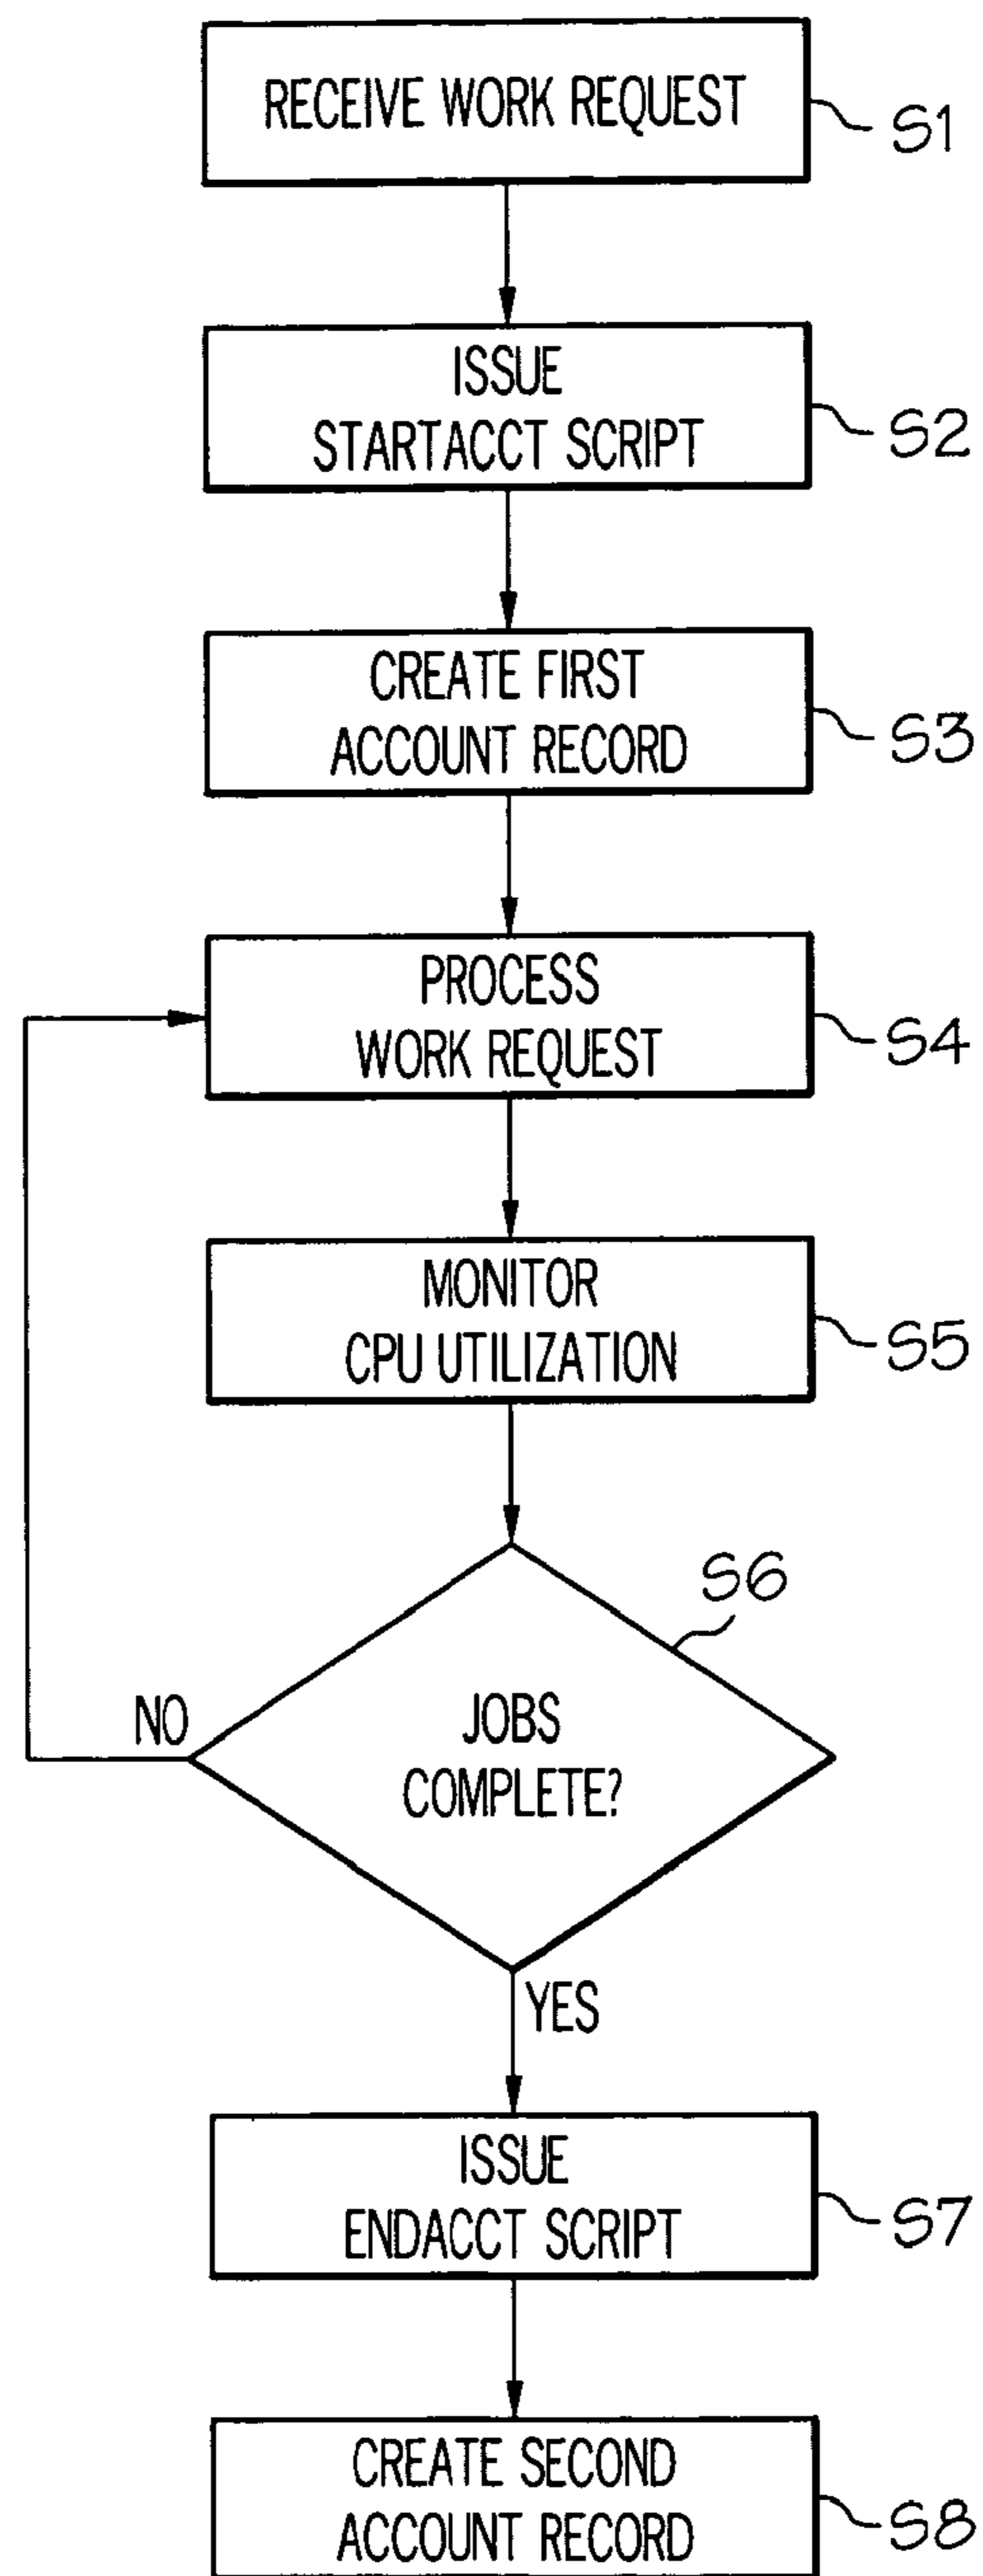 RECEIVE WORK REQUEST
S1
ISSUE
STARTACCT SCRIPT
S2
CREATE FIRST
ACCOUNT RECORD
S3
PROCESS
WORK REQUEST
S4
MONITOR
CPU UTILIZATION
S5
S6
NO
JOBS
COMPLETE?
YES
ISSUE
ENDACCT SCRIPT
S7
CREATE SECOND
ACCOUNT RECORD
S8